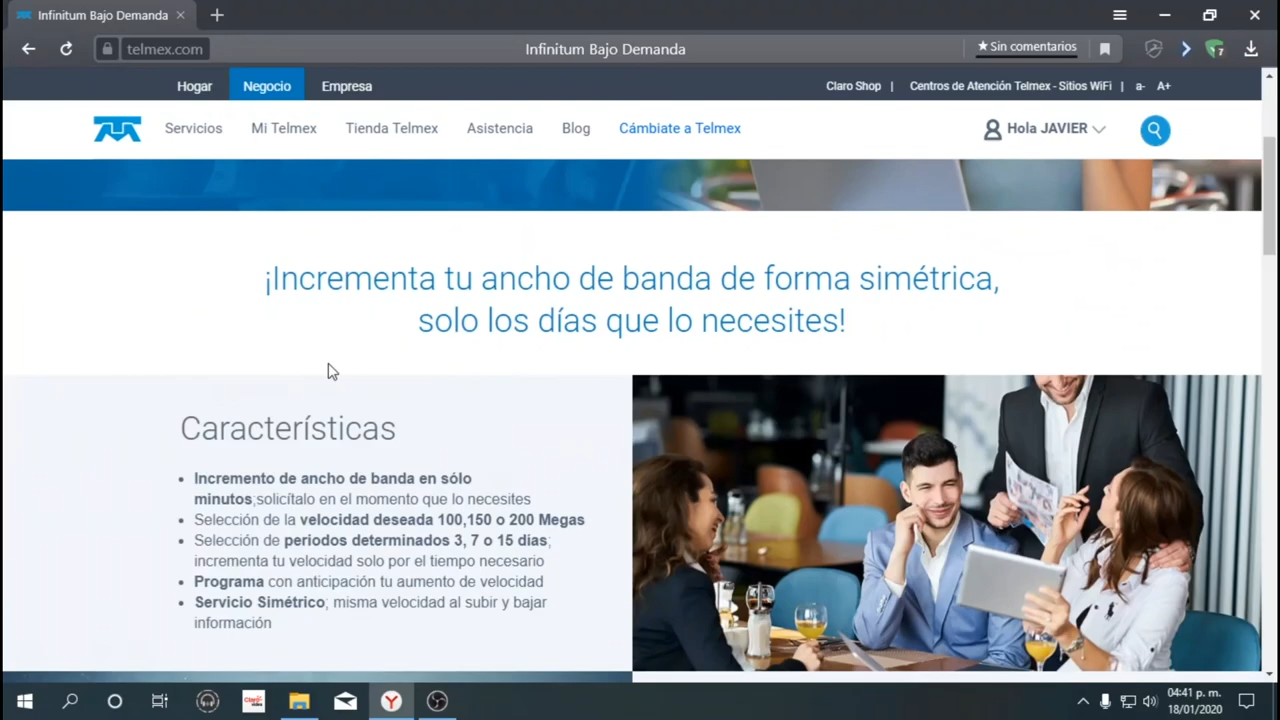 Infinitum Bajo Demanda
telmex.com
Infinitum Bajo Demanda
★Sin comentarios
7
Hogar
Negocio
Empresa
Claro Shop |
Centros de Atención Telmex - Sitios WiFi |
a-
A+
Servicios
Mi Telmex
Tienda Telmex
Asistencia
Blog
Cámbiate a Telmex
Hola JAVIER
¡Incrementa tu ancho de banda de forma simétrica,
solo los días que lo necesites!
Características
• Incremento de ancho de banda en sólo
minutos;solicítalo en el momento que lo necesites
• Selección de la velocidad deseada 100,150 o 200 Megas
• Selección de periodos determinados 3, 7 o 15 días;
incrementa tu velocidad solo por el tiempo necesario
• Programa con anticipación tu aumento de velocidad
• Servicio Simétrico; misma velocidad al subir y bajar
información
Claro
video
04:41 p. m.
18/01/2020